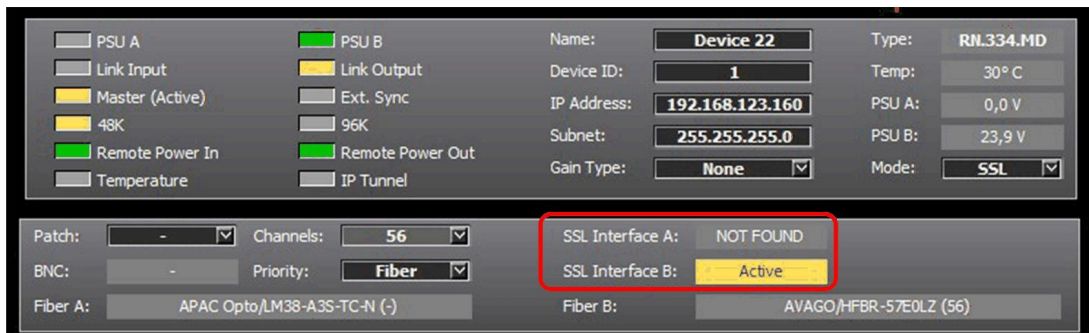 PSU A PSU B Name: Device 22 Type: RN.334.MD
Link Input Link Output Device ID: 1 Temp: 30° C
Master (Active) Ext. Sync IP Address: 192.168.123.160 PSU A: 0,0 V
48K 96K Subnet: 255.255.255.0 PSU B: 23,9 V
Remote Power In Remote Power Out Gain Type: None Mode: SSL
Temperature IP Tunnel
Patch: - Channels: 56 SSL Interface A: NOT FOUND
BNC: - Priority: Fiber SSL Interface B: Active
Fiber A: APAC Opto/LM38-A3S-TC-N (-) Fiber B: AVAGO/HFBR-57E0LZ (56)